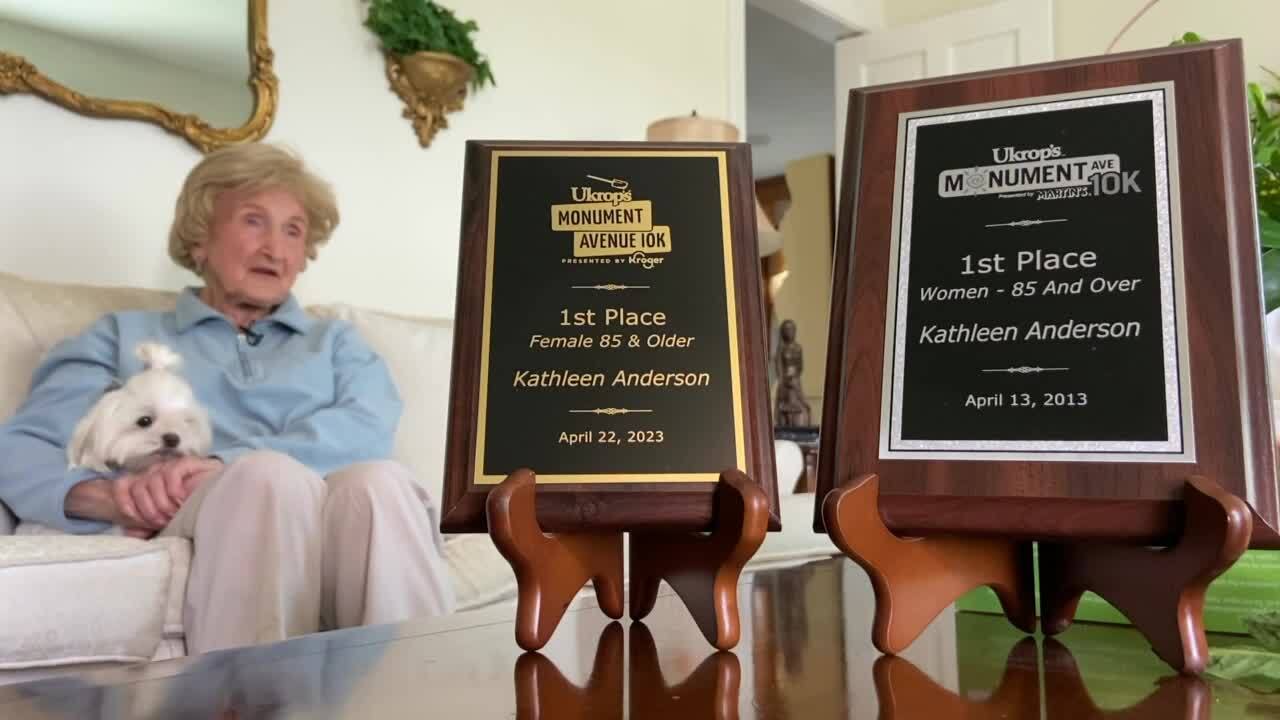 Ukrop's
MONUMENT
AVENUE 10K
PRESENTED BY Kroger
1st Place
Female 85 & Older
Kathleen Anderson
April 22, 2023
Ukrop's
MONUMENT AVE
Presented by MARTIN'S. 10K
1st Place
Women - 85 And Over
Kathleen Anderson
April 13, 2013